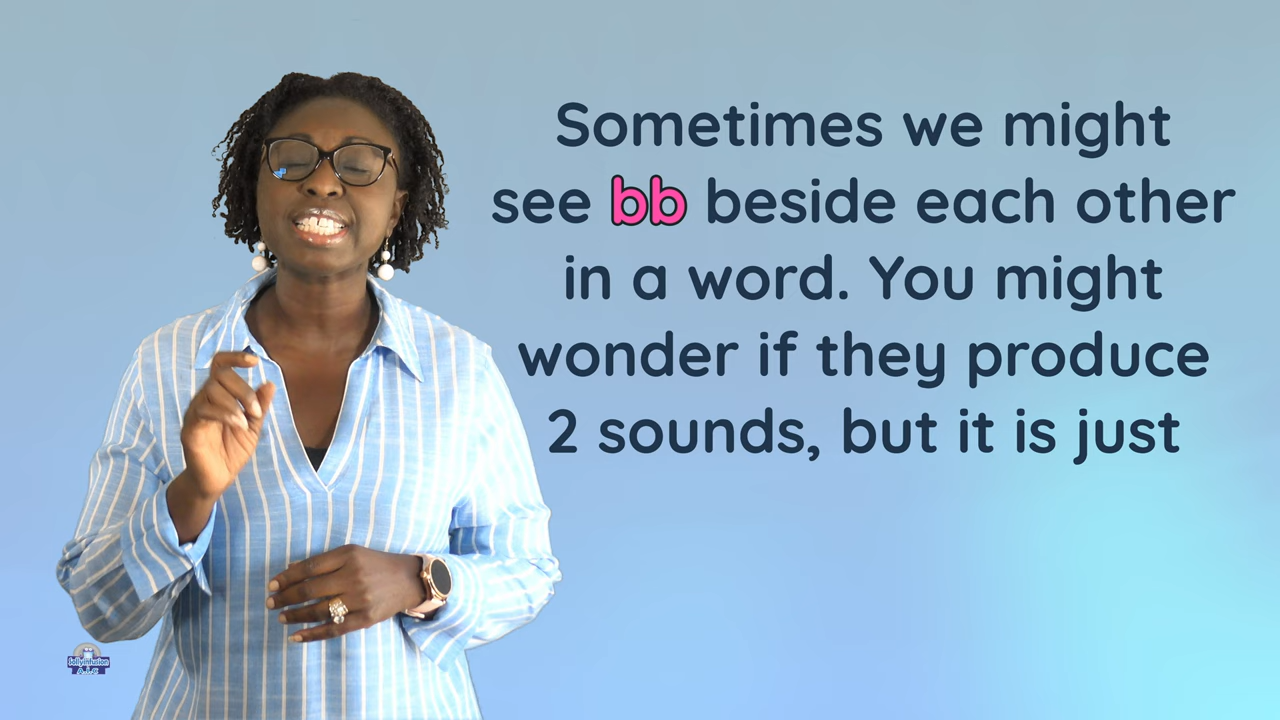 Sometimes we might
see bb beside each other
in a word. You might
wonder if they produce
2 sounds, but it is just